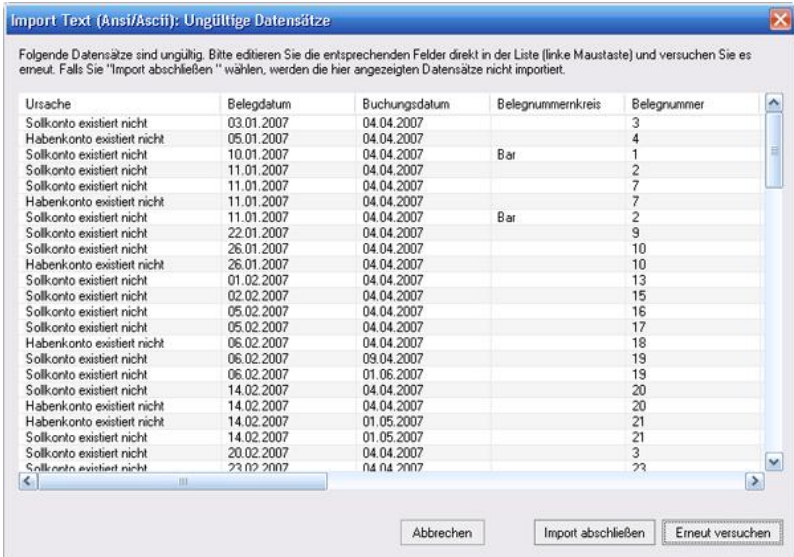 Import Text (Ansi/Ascii): Ungültige Datensätze
Folgende Datensätze sind ungültig. Bitte editieren Sie die entsprechenden Felder direkt in der Liste (linke Maustaste) und versuchen Sie es
erneut. Falls Sie "Import abschließen " wählen, werden die hier angezeigten Datensätze nicht importiert.
Ursache Belegdatum Buchungsdatum Belegnummernkreis Belegnummer
Sollkonto existiert nicht 03.01.2007 04.04.2007 3
Habenkonto existiert nicht 05.01.2007 04.04.2007 4
Sollkonto existiert nicht 10.01.2007 04.04.2007 Bar 1
Sollkonto existiert nicht 11.01.2007 04.04.2007 2
Sollkonto existiert nicht 11.01.2007 04.04.2007 7
Habenkonto existiert nicht 11.01.2007 04.04.2007 7
Sollkonto existiert nicht 11.01.2007 04.04.2007 Bar 2
Sollkonto existiert nicht 22.01.2007 04.04.2007 9
Sollkonto existiert nicht 26.01.2007 04.04.2007 10
Habenkonto existiert nicht 26.01.2007 04.04.2007 10
Sollkonto existiert nicht 01.02.2007 04.04.2007 13
Sollkonto existiert nicht 02.02.2007 04.04.2007 15
Sollkonto existiert nicht 05.02.2007 04.04.2007 16
Sollkonto existiert nicht 05.02.2007 04.04.2007 17
Habenkonto existiert nicht 06.02.2007 04.04.2007 18
Sollkonto existiert nicht 06.02.2007 09.04.2007 19
Sollkonto existiert nicht 06.02.2007 01.06.2007 19
Sollkonto existiert nicht 14.02.2007 04.04.2007 20
Habenkonto existiert nicht 14.02.2007 04.04.2007 20
Habenkonto existiert nicht 14.02.2007 01.05.2007 21
Sollkonto existiert nicht 14.02.2007 01.05.2007 21
Sollkonto existiert nicht 20.02.2007 04.04.2007 3
Sollkonto existiert nicht 23.02.2007 04.04.2007 23
Abbrechen Import abschließen Erneut versuchen